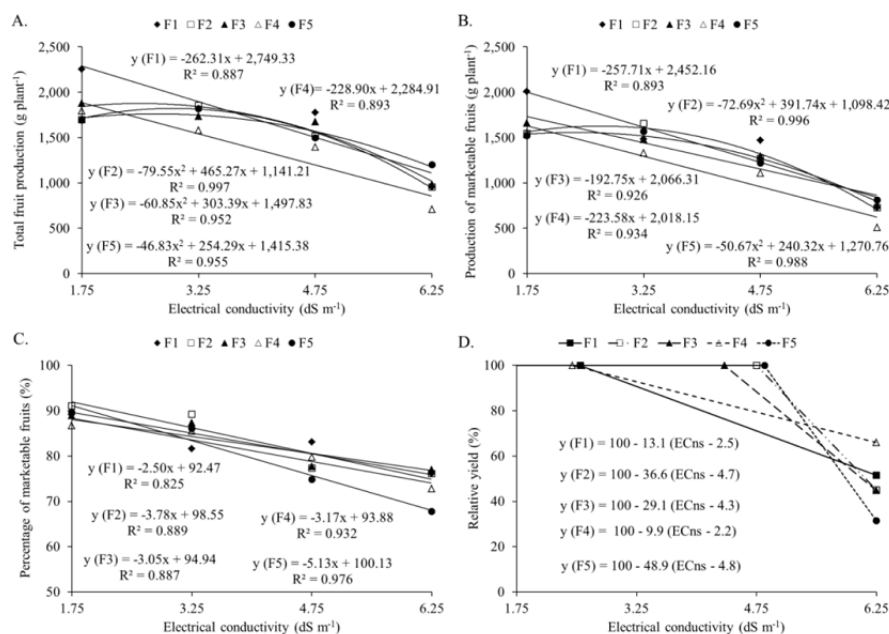 A.
◆ F1 □ F2 ▲ F3 △ F4 ● F5
Total fruit production (g plant⁻¹)
2,500
2,000
1,500
1,000
500
0
y (F1) = -262.31x + 2,749.33
R² = 0.887
y (F4) = -228.90x + 2,284.91
R² = 0.893
y (F2) = -79.55x² + 465.27x + 1,141.21
R² = 0.997
y (F3) = -60.85x² + 303.39x + 1,497.83
R² = 0.952
y (F5) = -46.83x² + 254.29x + 1,415.38
R² = 0.955
1.75 3.25 4.75 6.25
Electrical conductivity (dS m⁻¹)
B.
◆ F1 □ F2 ▲ F3 △ F4 ● F5
Production of marketable fruits (g plant⁻¹)
2,500
2,000
1,500
1,000
500
0
y (F1) = -257.71x + 2,452.16
R² = 0.893
y (F2) = -72.69x² + 391.74x + 1,098.42
R² = 0.996
y (F3) = -192.75x + 2,066.31
R² = 0.926
y (F4) = -223.58x + 2,018.15
R² = 0.934
y (F5) = -50.67x² + 240.32x + 1,270.76
R² = 0.988
1.75 3.25 4.75 6.25
Electrical conductivity (dS m⁻¹)
C.
◆ F1 □ F2 ▲ F3 △ F4 ● F5
Percentage of marketable fruits (%)
100
90
80
70
60
50
y (F1) = -2.50x + 92.47
R² = 0.825
y (F2) = -3.78x + 98.55
R² = 0.889
y (F4) = -3.17x + 93.88
R² = 0.932
y (F3) = -3.05x + 94.94
R² = 0.887
y (F5) = -5.13x + 100.13
R² = 0.976
1.75 3.25 4.75 6.25
Electrical conductivity (dS m⁻¹)
D.
F1 F2 F3 F4 F5
Relative yield (%)
100
80
60
40
20
0
y (F1) = 100 - 13.1 (ECns - 2.5)
y (F2) = 100 - 36.6 (ECns - 4.7)
y (F3) = 100 - 29.1 (ECns - 4.3)
y (F4) = 100 - 9.9 (ECns - 2.2)
y (F5) = 100 - 48.9 (ECns - 4.8)
1.75 3.25 4.75 6.25
Electrical conductivity (dS m⁻¹)